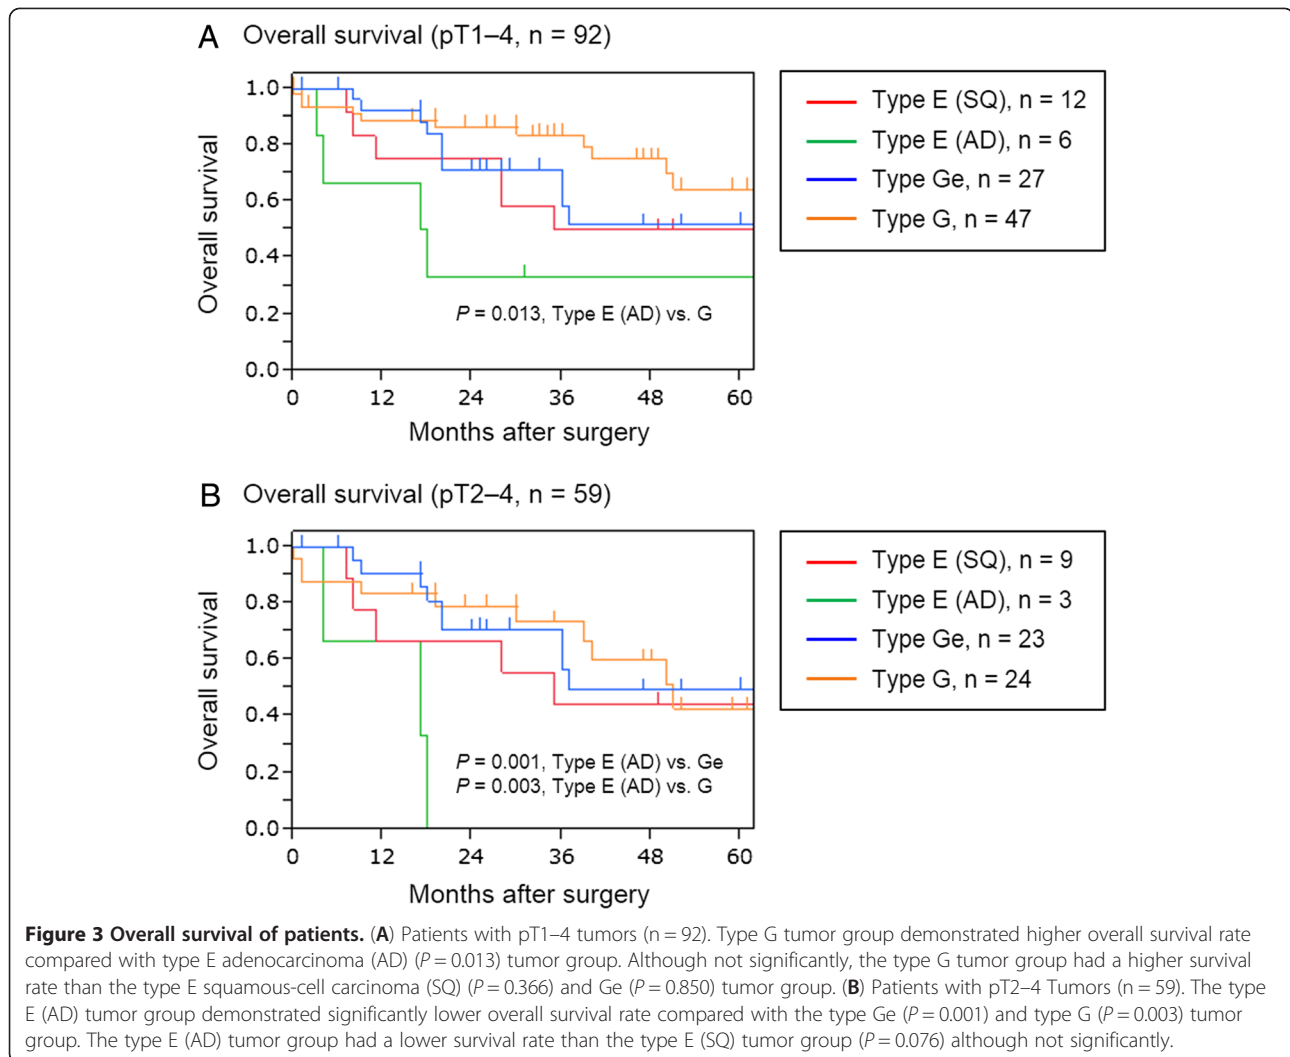 A Overall survival (pT1–4, n = 92)
1.0
0.8
0.6
0.4
0.2
0.0
Overall survival
0 12 24 36 48 60
Months after surgery
P = 0.013, Type E (AD) vs. G
Type E (SQ), n = 12
Type E (AD), n = 6
Type Ge, n = 27
Type G, n = 47
B Overall survival (pT2–4, n = 59)
1.0
0.8
0.6
0.4
0.2
0.0
Overall survival
0 12 24 36 48 60
Months after surgery
P = 0.001, Type E (AD) vs. Ge
P = 0.003, Type E (AD) vs. G
Type E (SQ), n = 9
Type E (AD), n = 3
Type Ge, n = 23
Type G, n = 24
Figure 3 Overall survival of patients. (A) Patients with pT1–4 tumors (n = 92). Type G tumor group demonstrated higher overall survival rate
compared with type E adenocarcinoma (AD) (P = 0.013) tumor group. Although not significantly, the type G tumor group had a higher survival
rate than the type E squamous-cell carcinoma (SQ) (P = 0.366) and Ge (P = 0.850) tumor group. (B) Patients with pT2–4 Tumors (n = 59). The type
E (AD) tumor group demonstrated significantly lower overall survival rate compared with the type Ge (P = 0.001) and type G (P = 0.003) tumor
group. The type E (AD) tumor group had a lower survival rate than the type E (SQ) tumor group (P = 0.076) although not significantly.